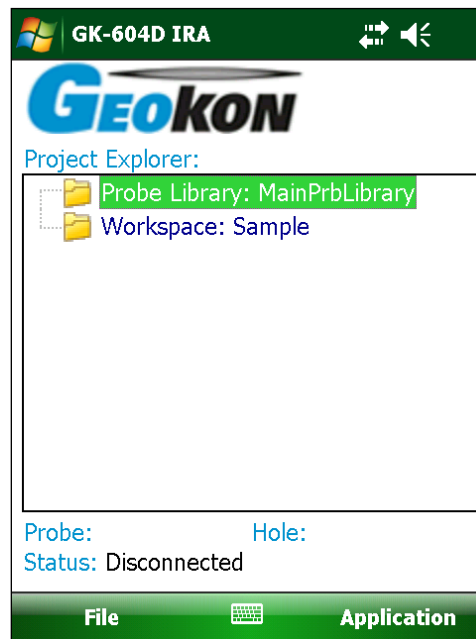 GK-604D IRA
GEOKON
Project Explorer:
Probe Library: MainPrbLibrary
Workspace: Sample
Probe: Hole:
Status: Disconnected
File Application